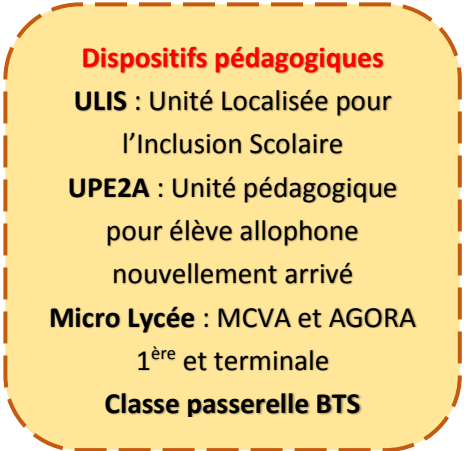 Dispositifs pédagogiques
ULIS : Unité Localisée pour
l’Inclusion Scolaire
UPE2A : Unité pédagogique
pour élève allophone
nouvellement arrivé
Micro Lycée : MCVA et AGORA
1ère et terminale
Classe passerelle BTS